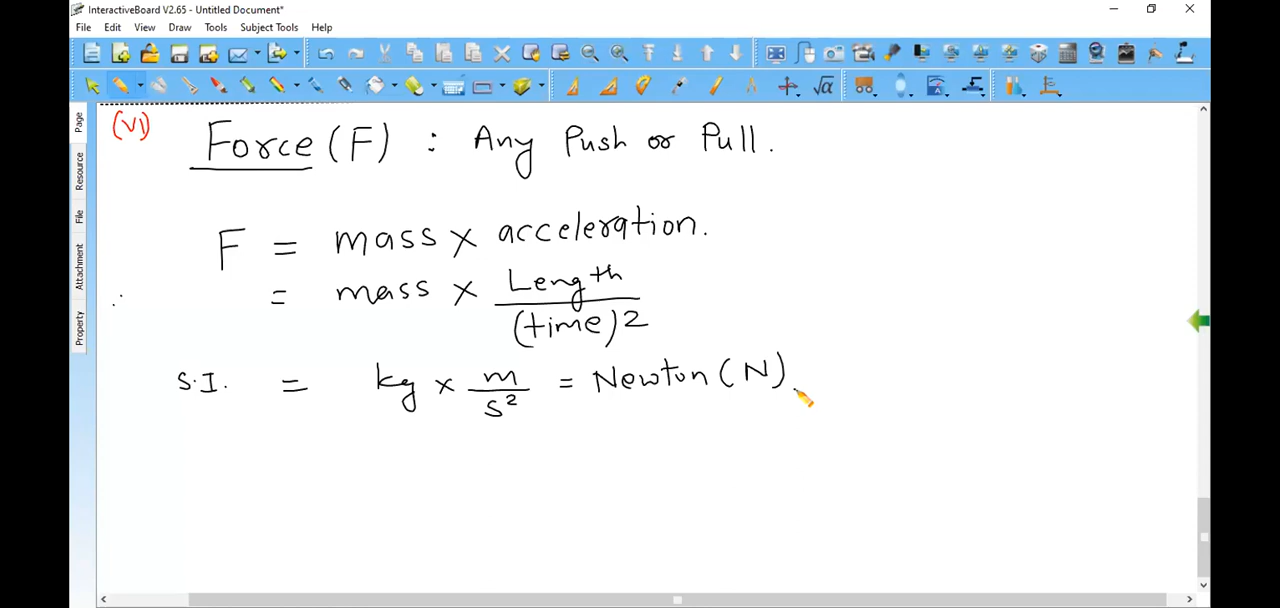 InteractiveBoard V2.65 - Untitled Document*
File Edit View Draw Tools Subject Tools Help
Page
Resource
File
Attachment
Property
(VI) Force (F) : Any Push or Pull.
F = mass × acceleration.
∴ = mass × Length / (time)2
S.I. = kg × m / s² = Newton (N)